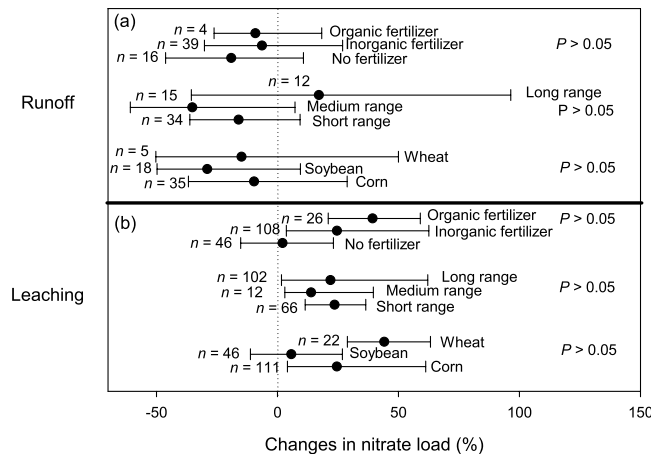 (a)
n = 4 Organic fertilizer
n = 39 Inorganic fertilizer P > 0.05
n = 16 No fertilizer
n = 12
n = 15 Long range
Runoff Medium range P > 0.05
n = 34 Short range
n = 5 Wheat
n = 18 Soybean P > 0.05
n = 35 Corn
(b)
n = 26 Organic fertilizer P > 0.05
n = 108 Inorganic fertilizer
n = 46 No fertilizer
n = 102 Long range
Leaching n = 12 Medium range P > 0.05
n = 66 Short range
n = 22 Wheat
n = 46 Soybean P > 0.05
n = 111 Corn
-50 0 50 100 150
Changes in nitrate load (%)